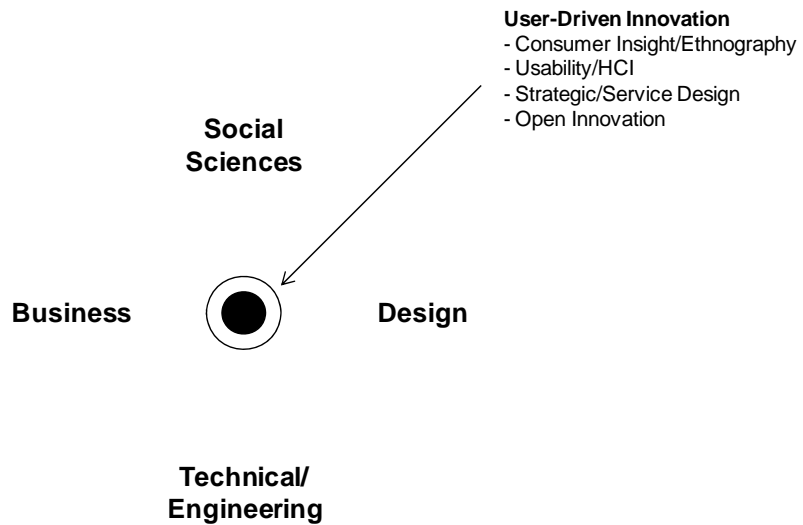 User-Driven Innovation
- Consumer Insight/Ethnography
- Usability/HCI
- Strategic/Service Design
- Open Innovation
Social
Sciences
Business
Design
Technical/
Engineering